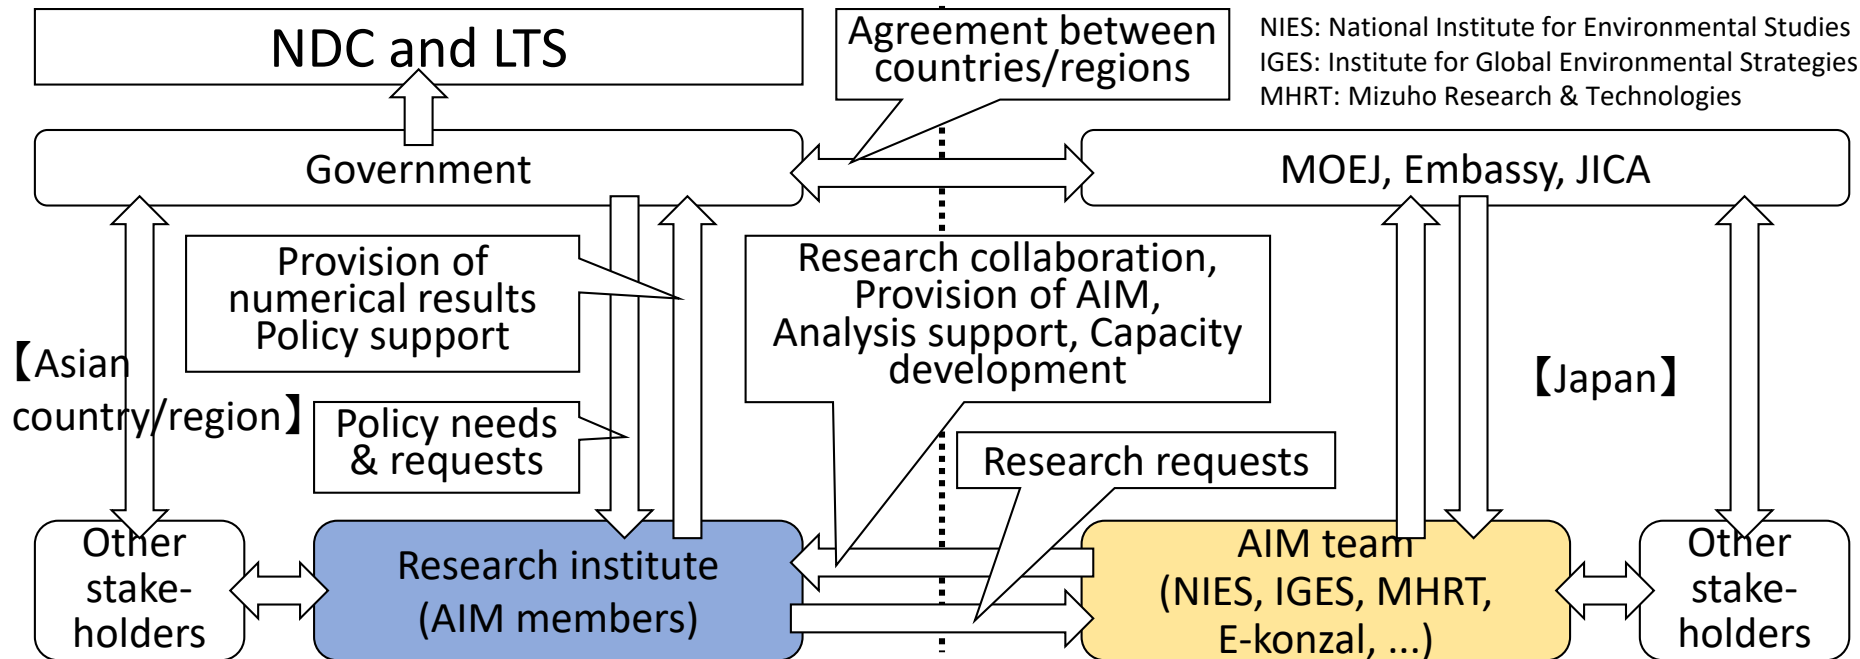 NDC and LTS
Agreement between
countries/regions
NIES: National Institute for Environmental Studies
IGES: Institute for Global Environmental Strategies
MHRT: Mizuho Research & Technologies
Government
MOEJ, Embassy, JICA
Provision of
numerical results
Policy support
Research collaboration,
Provision of AIM,
Analysis support, Capacity
development
【Asian
country/region】
【Japan】
Policy needs
& requests
Research requests
Other
stake-
holders
Research institute
(AIM members)
AIM team
(NIES, IGES, MHRT,
E-konzal, ...)
Other
stake-
holders